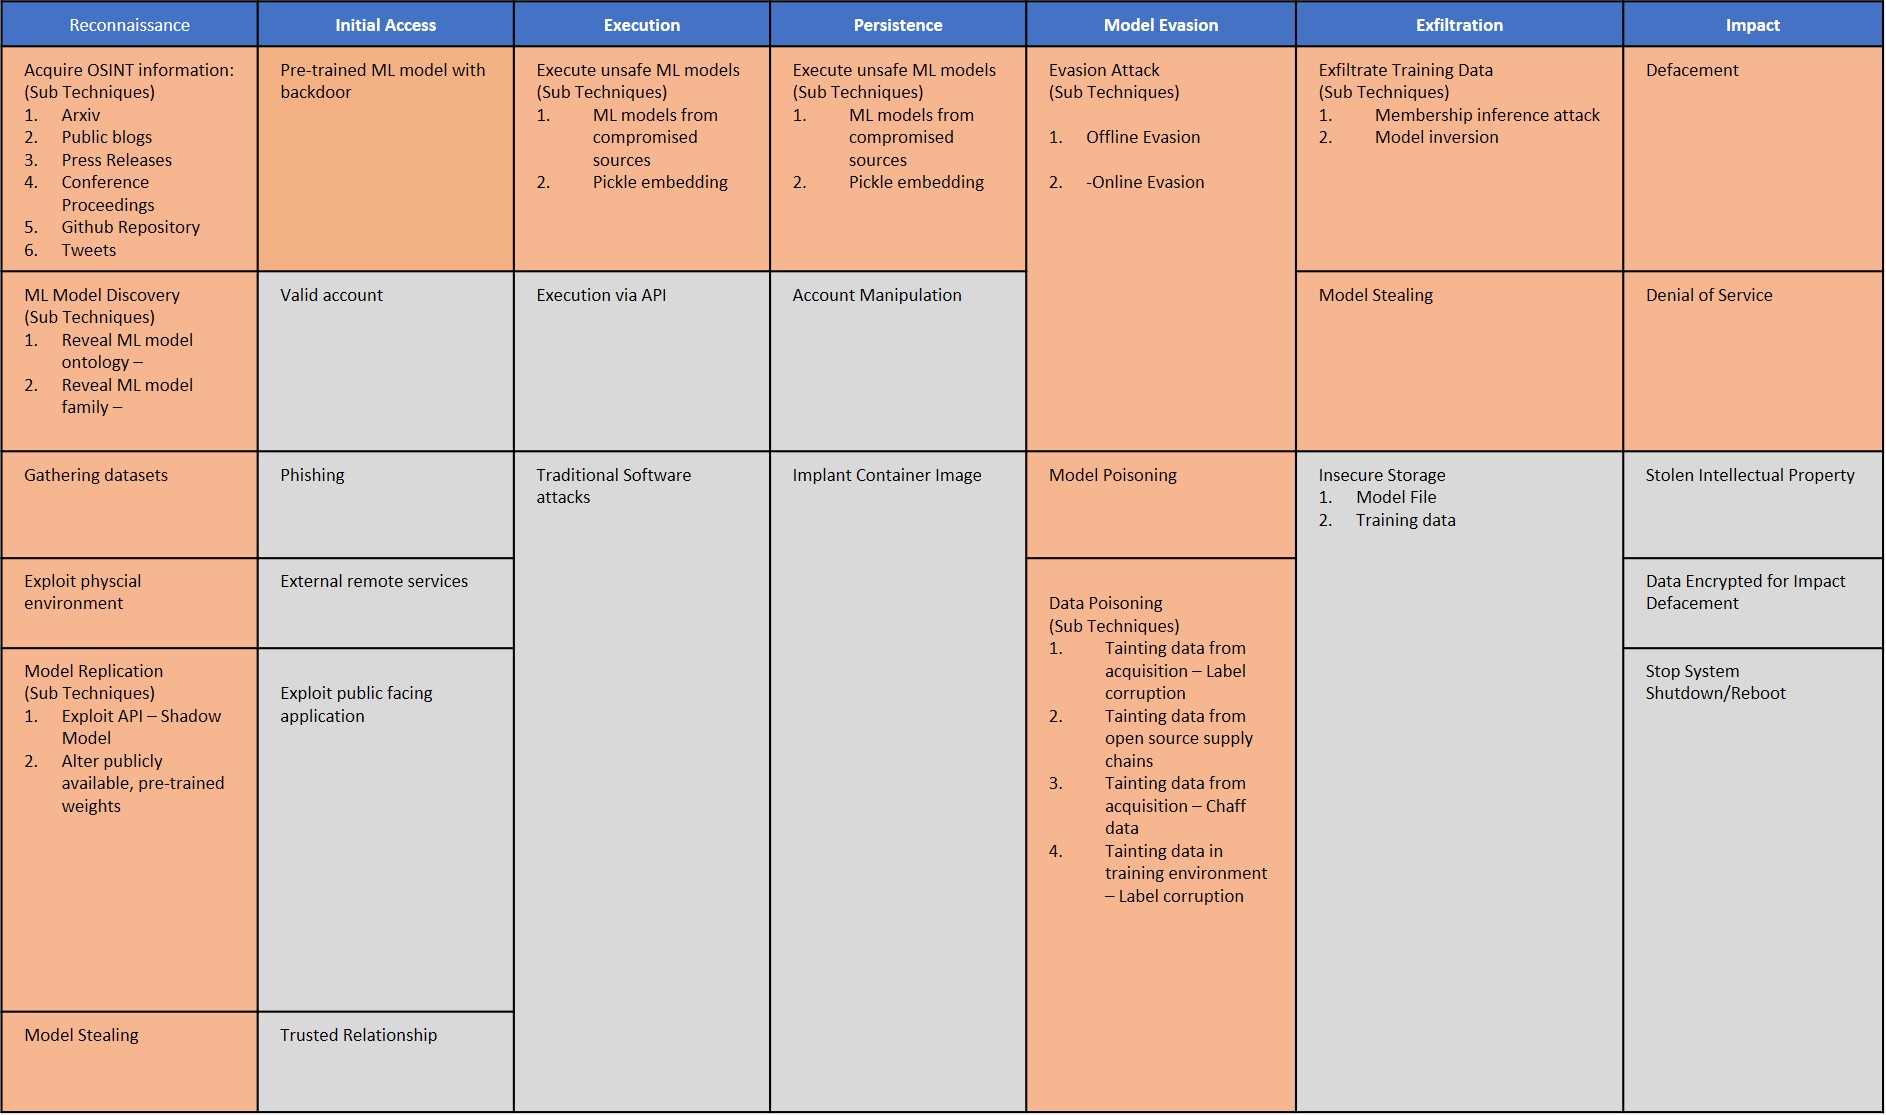 Reconnaissance
Initial Access
Execution
Persistence
Model Evasion
Exfiltration
Impact
Acquire OSINT information:
(Sub Techniques)
1. Arxiv
2. Public blogs
3. Press Releases
4. Conference
Proceedings
5. Github Repository
6. Tweets
Pre-trained ML model with
backdoor
Execute unsafe ML models
(Sub Techniques)
1. ML models from
compromised
sources
2. Pickle embedding
Execute unsafe ML models
(Sub Techniques)
1. ML models from
compromised
sources
2. Pickle embedding
Evasion Attack
(Sub Techniques)
1. Offline Evasion
2. -Online Evasion
Exfiltrate Training Data
(Sub Techniques)
1. Membership inference attack
2. Model inversion
Defacement
ML Model Discovery
(Sub Techniques)
1. Reveal ML model
ontology –
2. Reveal ML model
family –
Valid account
Execution via API
Account Manipulation
Model Stealing
Denial of Service
Gathering datasets
Phishing
Traditional Software
attacks
Implant Container Image
Model Poisoning
Insecure Storage
1. Model File
2. Training data
Stolen Intellectual Property
Exploit physcial
environment
External remote services
Data Poisoning
(Sub Techniques)
1. Tainting data from
acquisition – Label
corruption
2. Tainting data from
open source supply
chains
3. Tainting data from
acquisition – Chaff
data
4. Tainting data in
training environment
– Label corruption
Data Encrypted for Impact
Defacement
Model Replication
(Sub Techniques)
1. Exploit API – Shadow
Model
2. Alter publicly
available, pre-trained
weights
Exploit public facing
application
Stop System
Shutdown/Reboot
Model Stealing
Trusted Relationship